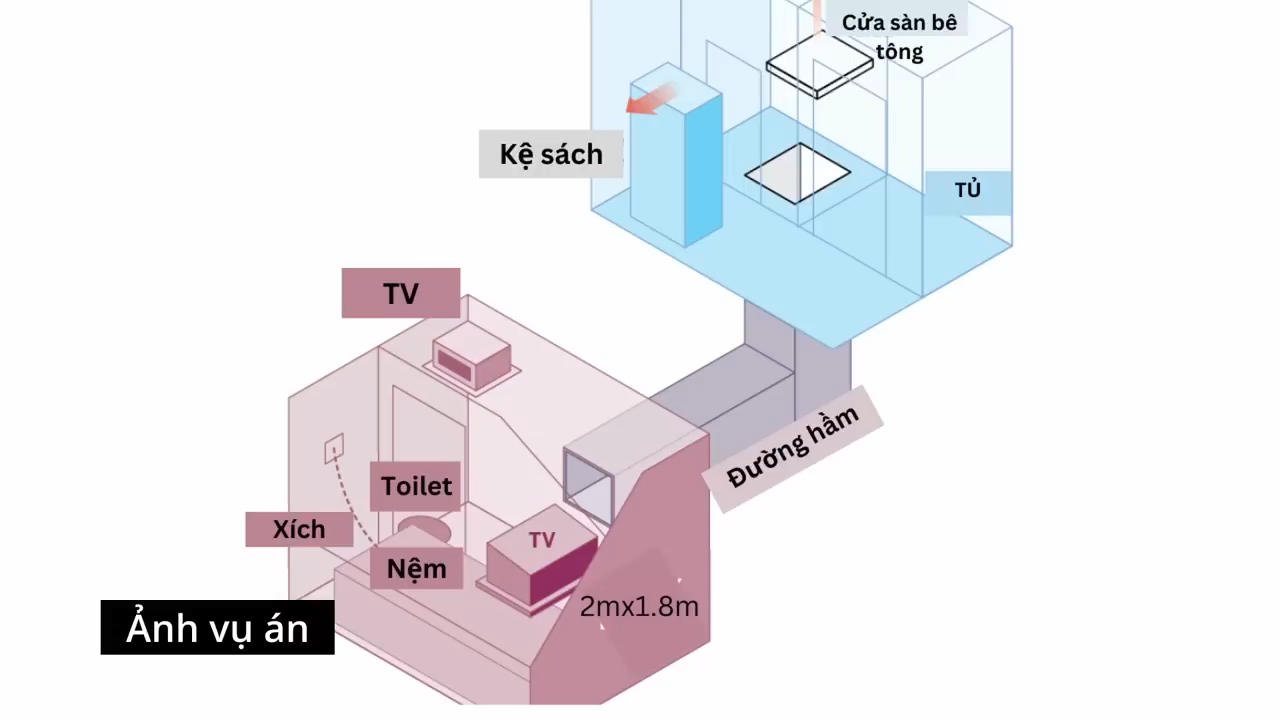 Cửa sàn bê
tông
Kệ sách
TỦ
TV
Đường hầm
Toilet
Xích
TV
Nệm
2mx1.8m
Ảnh vụ án